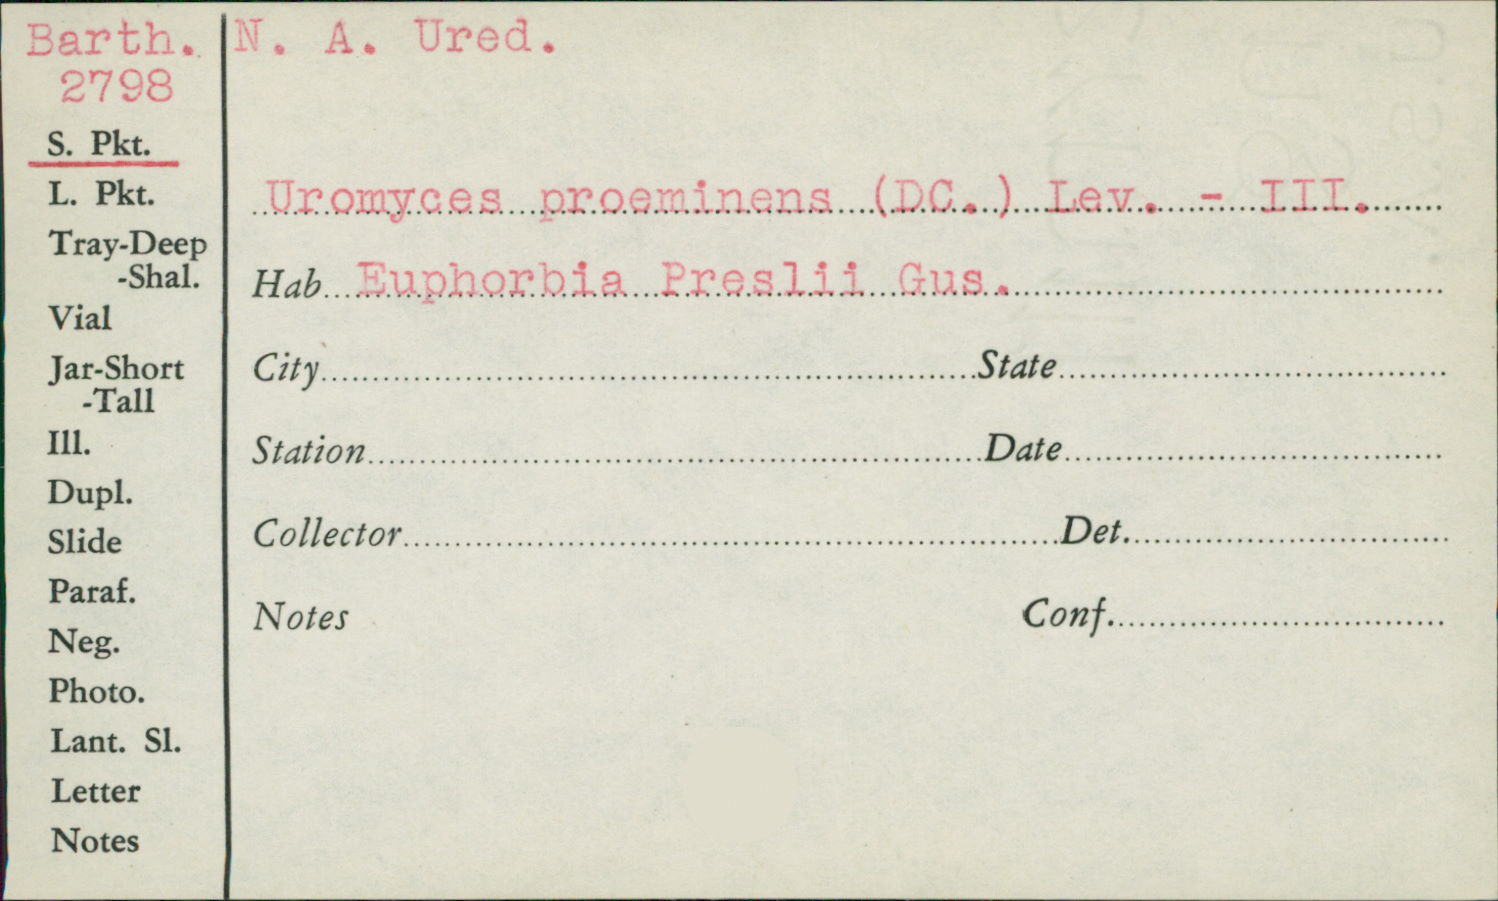 Barth. N. A. Ured.
2798
S. Pkt.
L. Pkt.
Tray-Deep
-Shal.
Vial
Jar-Short
-Tall
Ill.
Dupl.
Slide
Paraf.
Neg.
Photo.
Lant. Sl.
Letter
Notes
Uromyces proeminens (DC.) Lev. - III.
Hab Euphorbia Preslii Gus.
City State
Station Date
Collector Det.
Notes Conf.